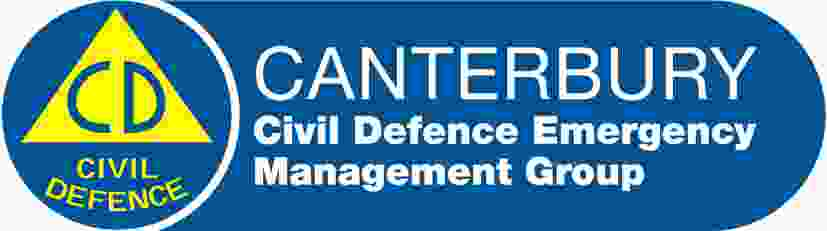 CD
CIVIL
DEFENCE
CANTERBURY
Civil Defence Emergency
Management Group